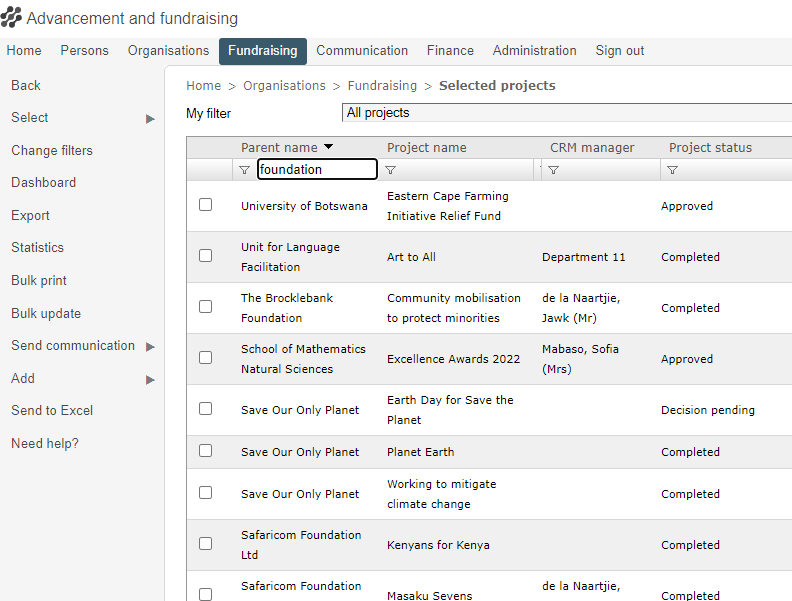 Advancement and fundraising
Home Persons Organisations Fundraising Communication Finance Administration Sign out
Back
Select
Change filters
Dashboard
Export
Statistics
Bulk print
Bulk update
Send communication
Add
Send to Excel
Need help?
Home > Organisations > Fundraising > Selected projects
My filter All projects
Parent name Project name CRM manager Project status
foundation
University of Botswana
Eastern Cape Farming
Initiative Relief Fund
Approved
Unit for Language
Facilitation
Art to All
Department 11
Completed
The Brocklebank
Foundation
Community mobilisation
to protect minorities
de la Naartjie,
Jawk (Mr)
Completed
School of Mathematics
Natural Sciences
Excellence Awards 2022
Mabaso, Sofia
(Mrs)
Approved
Save Our Only Planet
Earth Day for Save the
Planet
Decision pending
Save Our Only Planet
Planet Earth
Completed
Save Our Only Planet
Working to mitigate
climate change
Completed
Safaricom Foundation
Ltd
Kenyans for Kenya
Completed
Safaricom Foundation
Masaku Sevens
de la Naartjie,
Completed